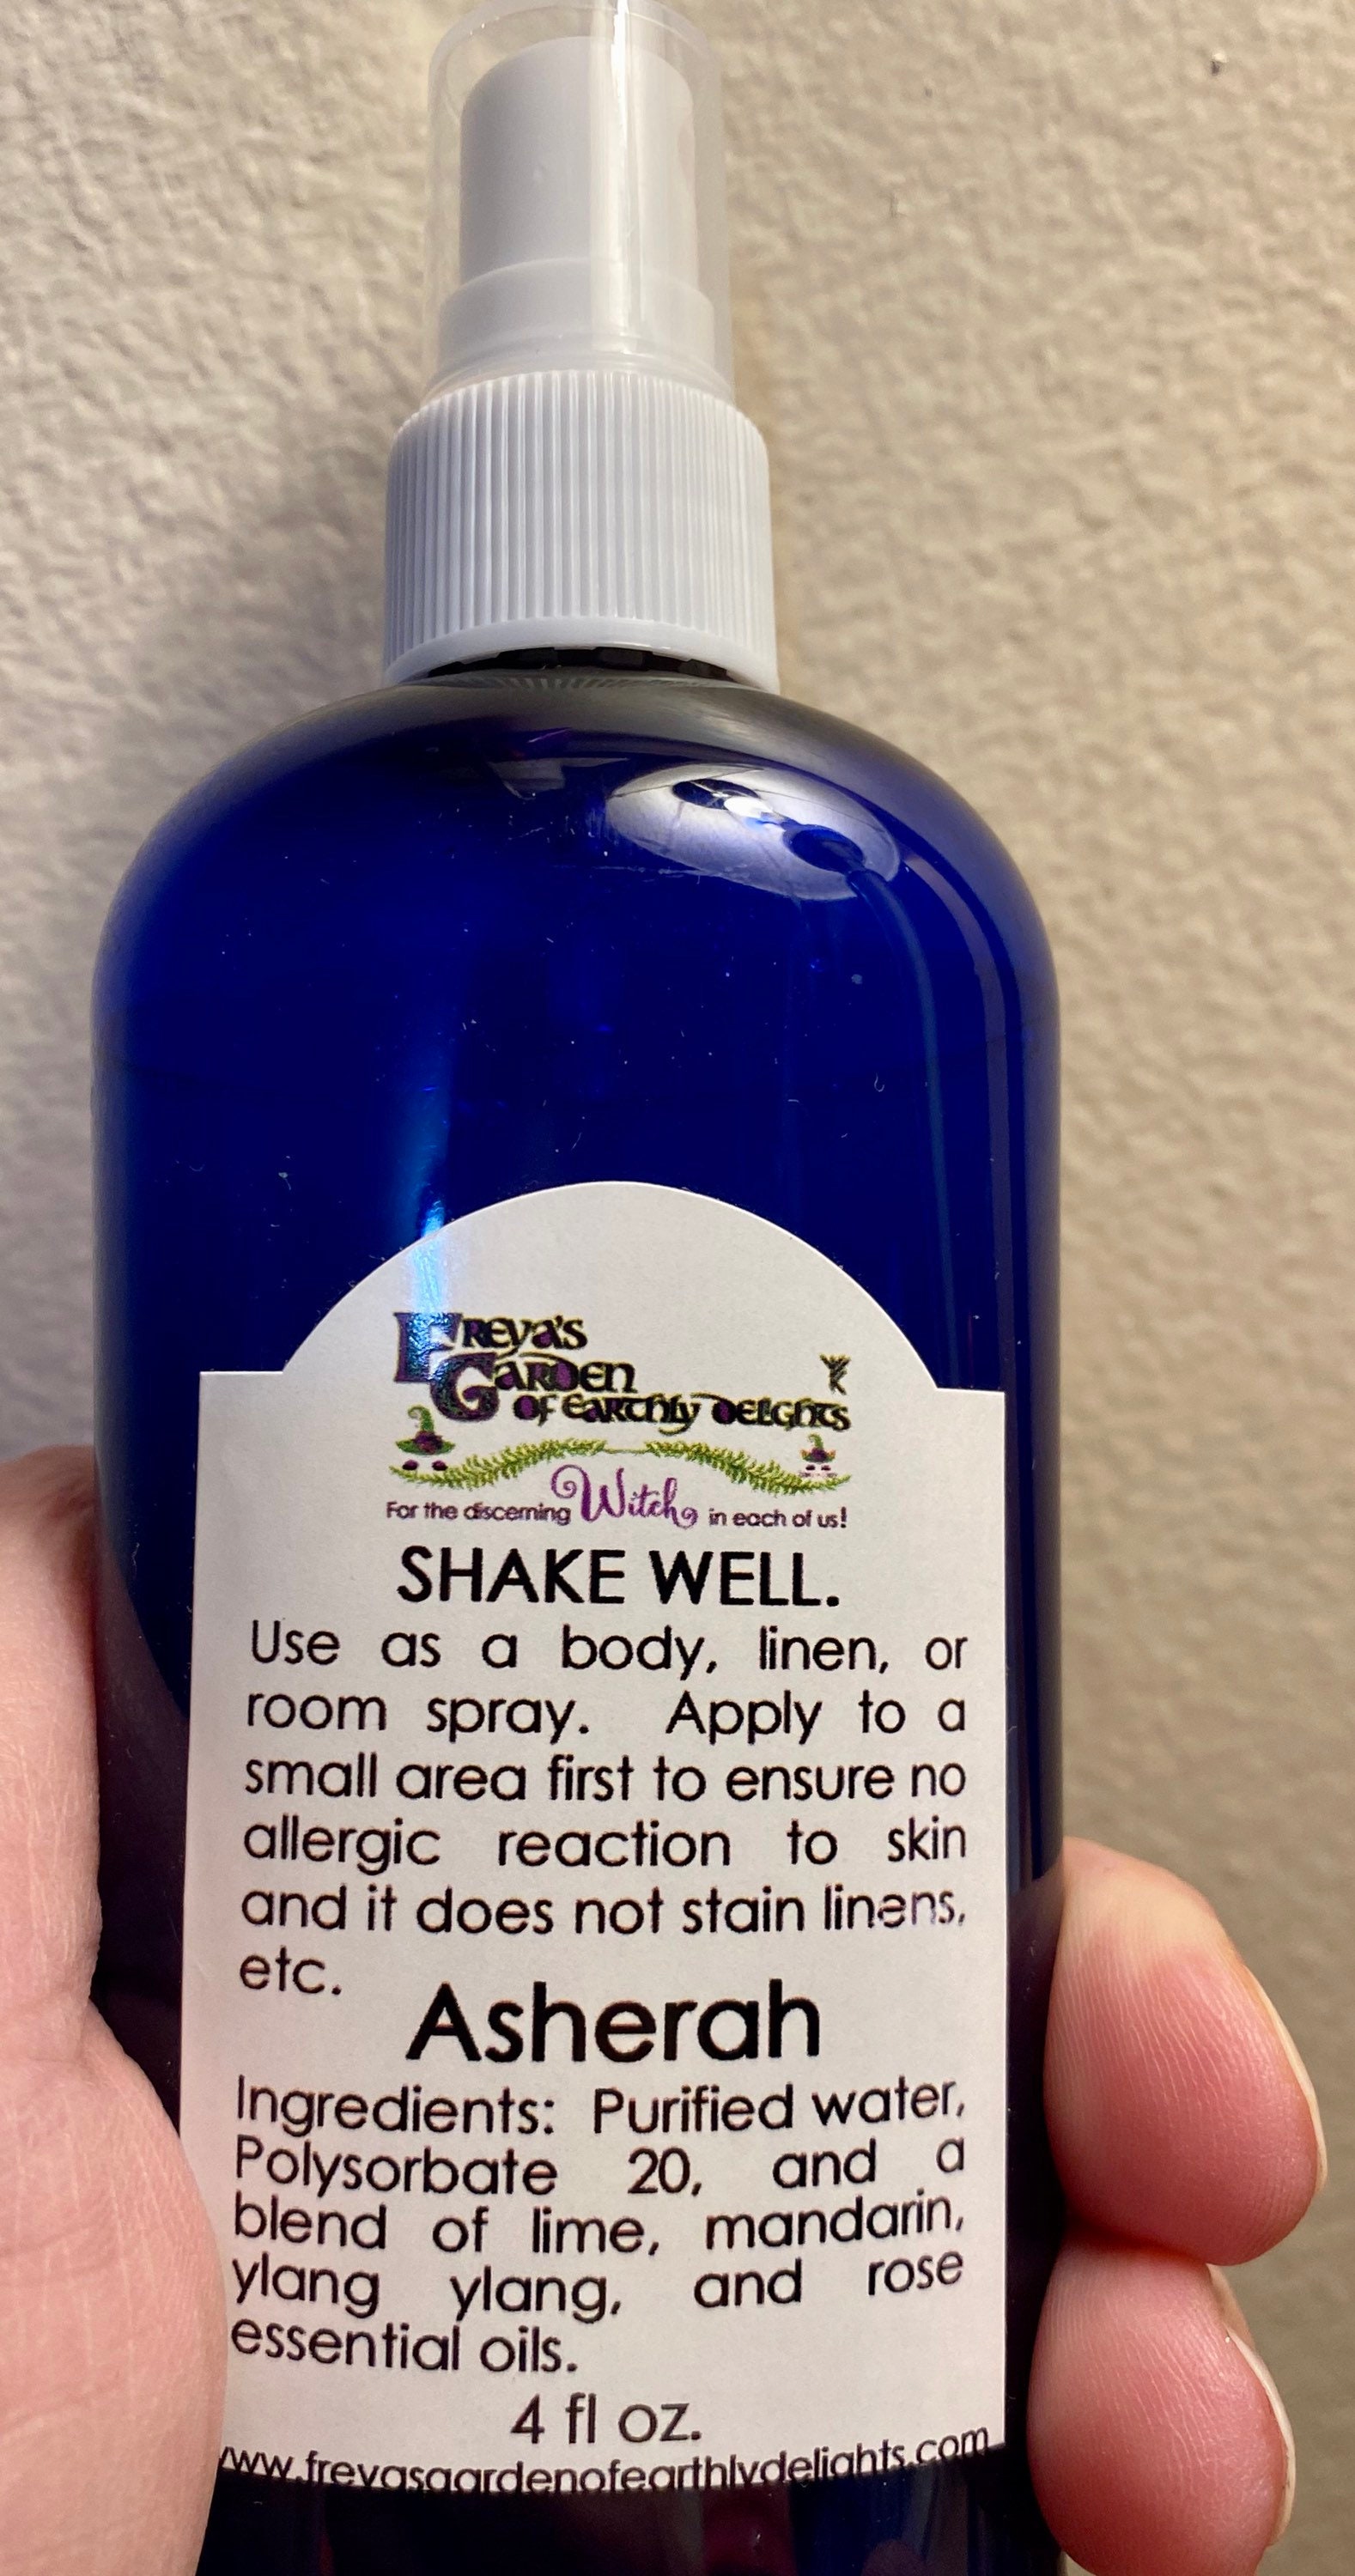 Freya's
Garden
of Earthly Delights
For the discerning Witch in each of us!
SHAKE WELL.
Use as a body, linen, or
room spray. Apply to a
small area first to ensure no
allergic reaction to skin
and it does not stain linens,
etc.
Asherah
Ingredients: Purified water,
Polysorbate 20, and a
blend of lime, mandarin,
ylang ylang, and rose
essential oils.
4 fl oz.
www.freyasgardenofearthlydelights.com